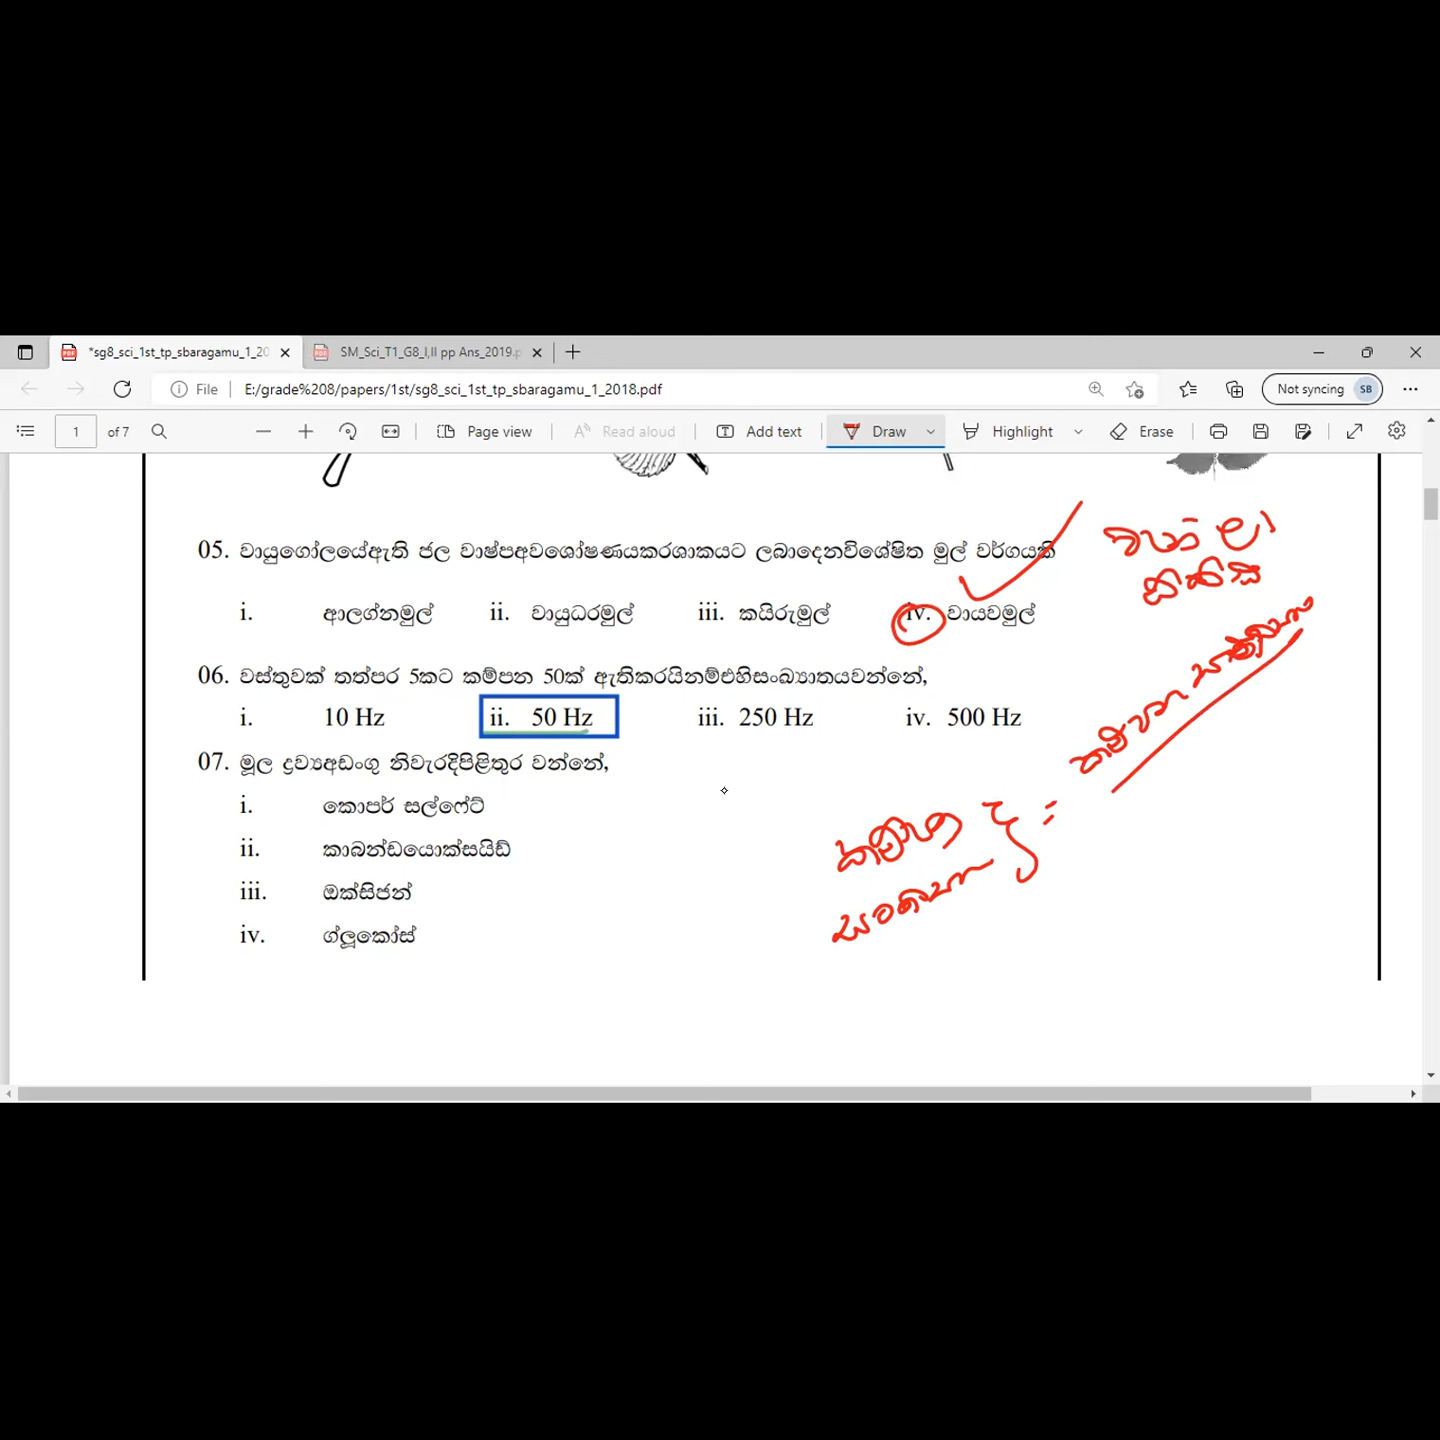 *sg8_sci_1st_tp_sbaragamu_1_20
SM_Sci_T1_G8_I,II pp Ans_2019.p
File E:/grade%208/papers/1st/sg8_sci_1st_tp_sbaragamu_1_2018.pdf Not syncing SB
1 of 7 Page view Read aloud Add text Draw Highlight Erase
05. වායුගෝලයේඇති ජල වාෂ්පඅවශෝෂණයකරශාකයට ලබාදෙනවිශේෂිත මුල් වර්ගයකි
i. ආලග්නමුල් ii. වායුධරමුල් iii. කයිරුමුල් iv. වායවමුල්
06. වස්තුවක් තත්පර 5කට කම්පන 50ක් ඇතිකරයිනම්එහිසංඛ්‍යාතයවන්නේ,
i. 10 Hz ii. 50 Hz iii. 250 Hz iv. 500 Hz
07. මූල ද්‍රව්‍යඅඩංගු නිවැරදිපිළිතුර වන්නේ,
i. කොපර් සල්ෆේට්
ii. කාබන්ඩයොක්සයිඩ්
iii. ඔක්සිජන්
iv. ග්ලූකෝස්